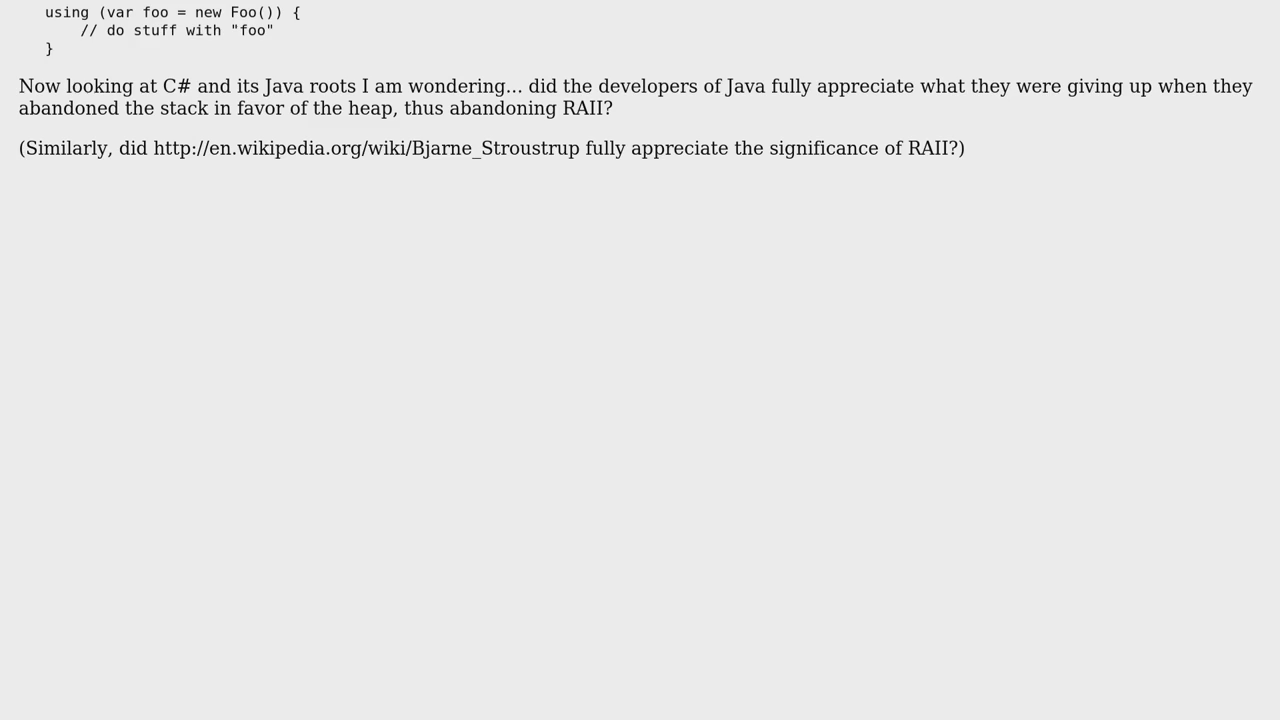 using (var foo = new Foo()) {
    // do stuff with "foo"
}
Now looking at C# and its Java roots I am wondering... did the developers of Java fully appreciate what they were giving up when they
abandoned the stack in favor of the heap, thus abandoning RAII?
(Similarly, did http://en.wikipedia.org/wiki/Bjarne_Stroustrup fully appreciate the significance of RAII?)